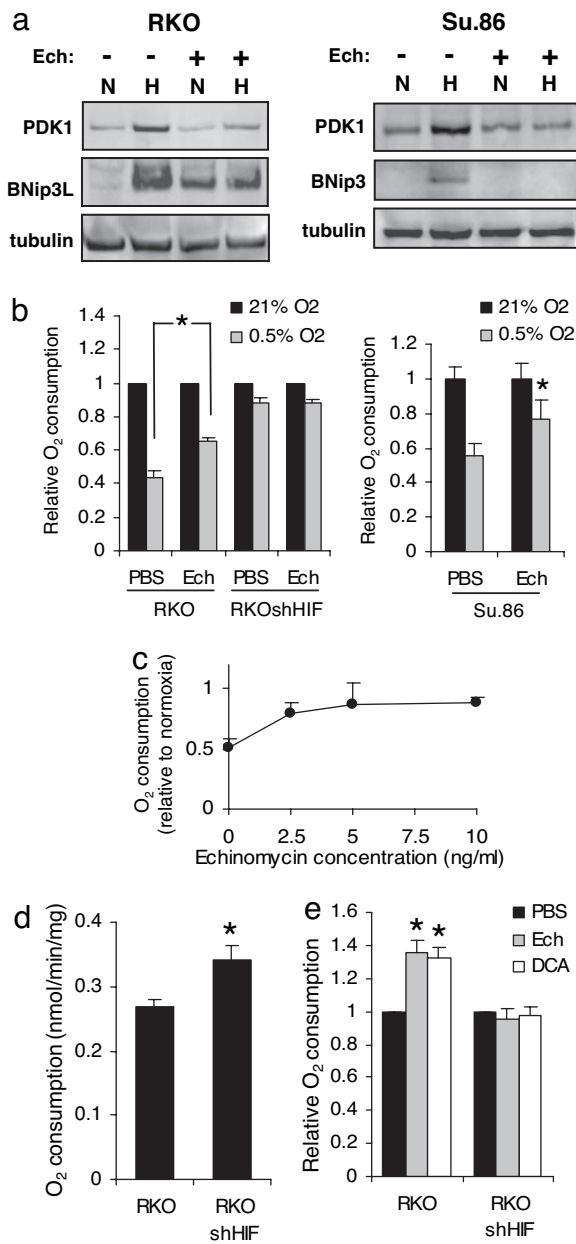 a
RKO
Ech: - - + +
N H N H
PDK1
BNip3L
tubulin
Su.86
Ech: - - + +
N H N H
PDK1
BNip3
tubulin
b
Relative O2 consumption
1.4
1.2
1
0.8
0.6
0.4
0.2
0
21% O2
0.5% O2
*
PBS Ech PBS Ech
RKO RKOshHIF
Relative O2 consumption
1.2
1.0
0.8
0.6
0.4
0.2
0
21% O2
0.5% O2
*
PBS Ech
Su.86
c
O2 consumption
(relative to normoxia)
1
0.5
0
0 2.5 5 7.5 10
Echinomycin concentration (ng/ml)
d
O2 consumption (nmol/min/mg)
0.4
0.3
0.2
0.1
0
*
RKO RKO
shHIF
e
Relative O2 consumption
1.6
1.4
1.2
1.0
0.8
0.6
0.4
0.2
0
* *
PBS
Ech
DCA
RKO RKO
shHIF